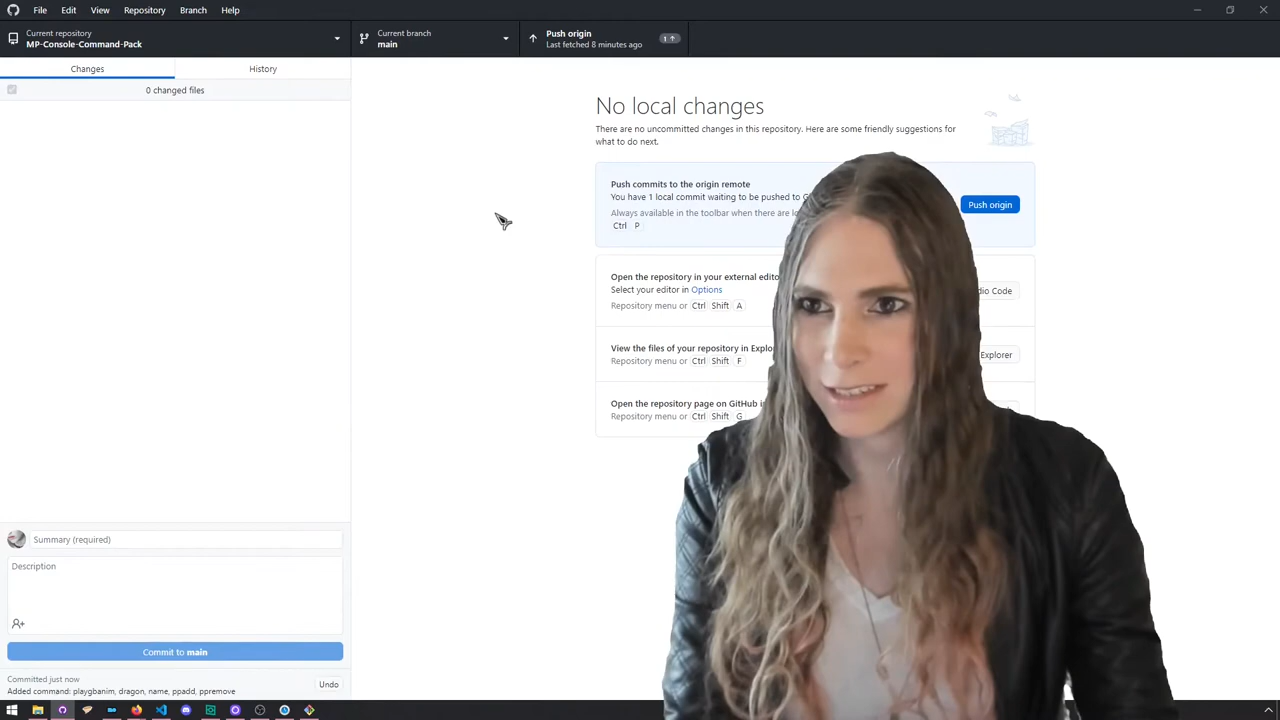 File Edit View Repository Branch Help
Current repository
MP-Console-Command-Pack
Current branch
main
Push origin
Last fetched 8 minutes ago
1
Changes
History
0 changed files
No local changes
There are no uncommitted changes in this repository. Here are some friendly suggestions for
what to do next.
Push commits to the origin remote
You have 1 local commit waiting to be pushed to
Always available in the toolbar when there are
Ctrl P
Push origin
Open the repository in your external
Select your editor in Options
Repository menu or Ctrl Shift A
Code
View the files of your repository in
Repository menu or Ctrl Shift F
Explorer
Open the repository page on GitHub
Repository menu or Ctrl Shift G
Summary (required)
Description
Commit to main
Committed just now
Added command: playgbanim, dragon, name, ppadd, ppremove
Undo